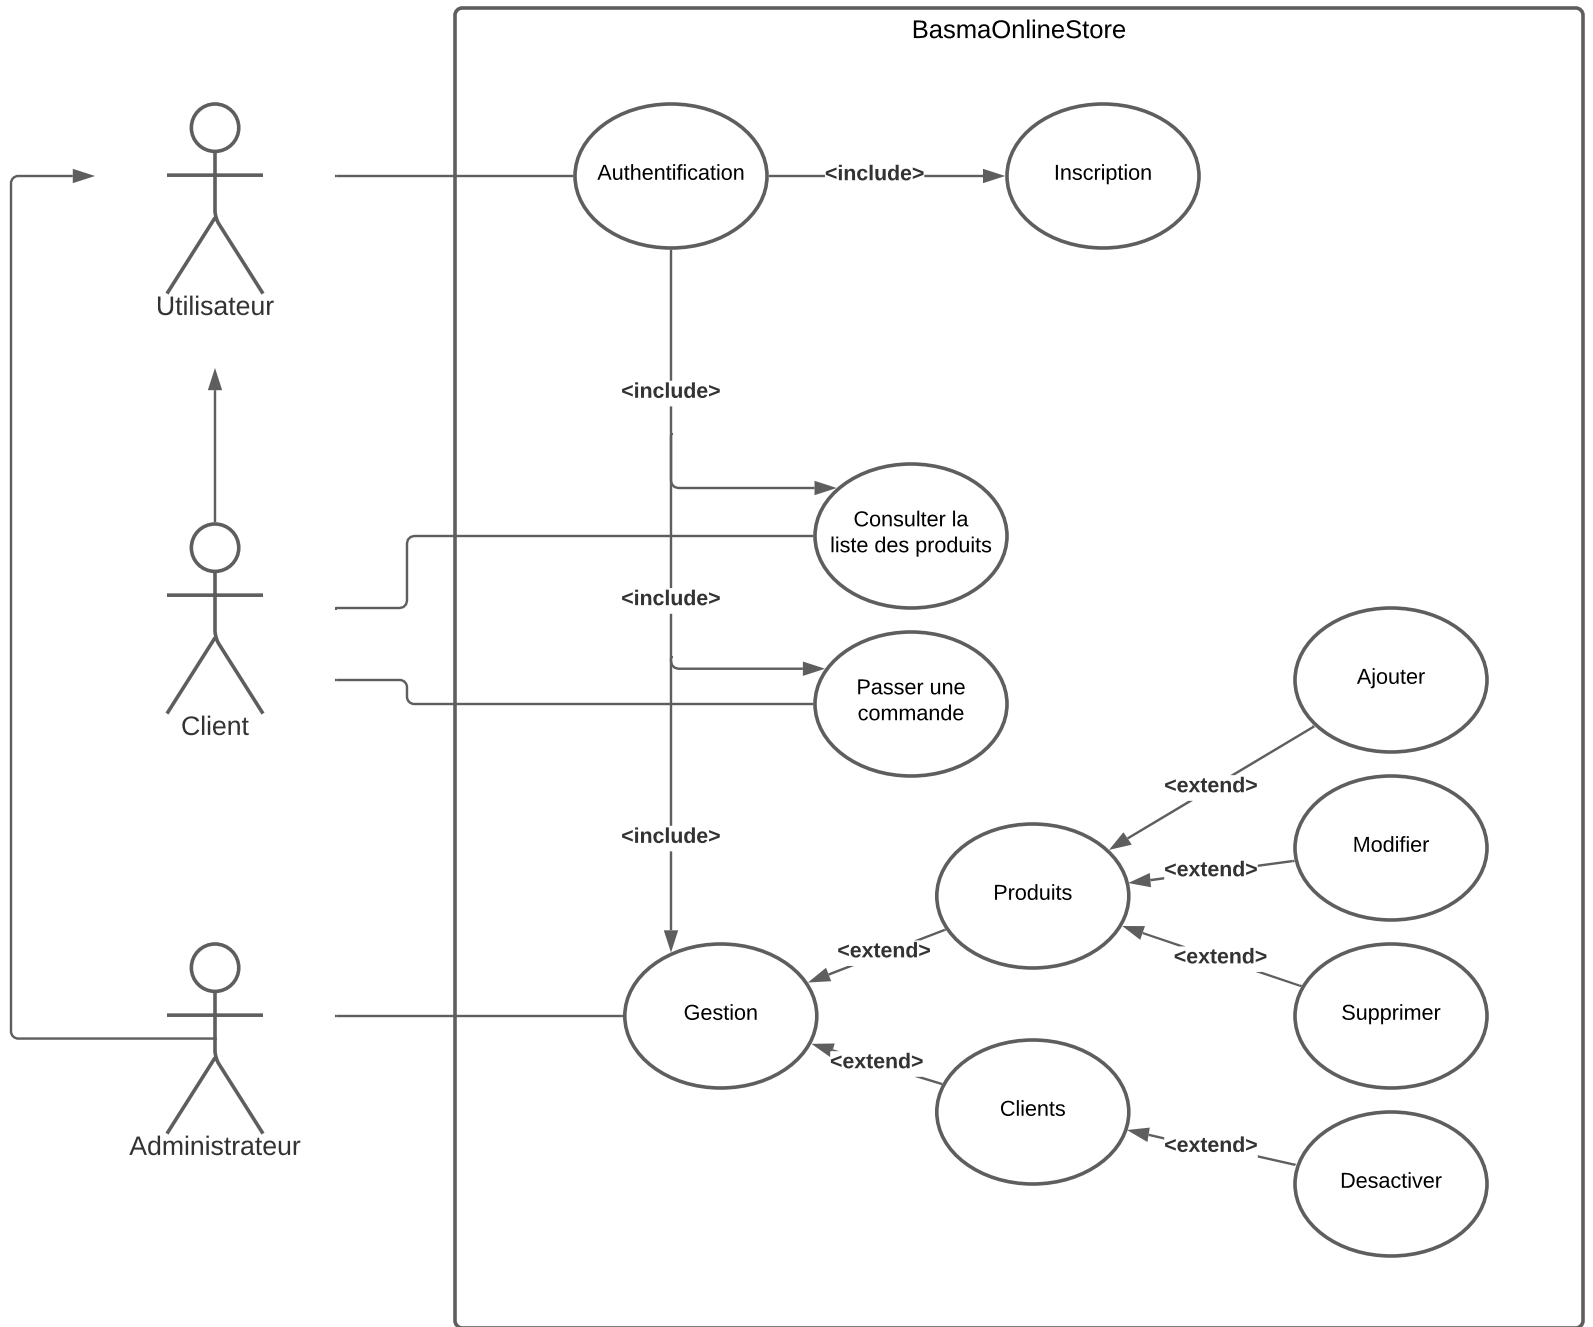 BasmaOnlineStore
Authentification
<include>
Inscription
Utilisateur
<include>
Consulter la
liste des produits
<include>
Passer une
commande
Client
<include>
Ajouter
<extend>
Modifier
<extend>
Produits
<extend>
<extend>
Supprimer
Gestion
<extend>
Clients
<extend>
Desactiver
Administrateur